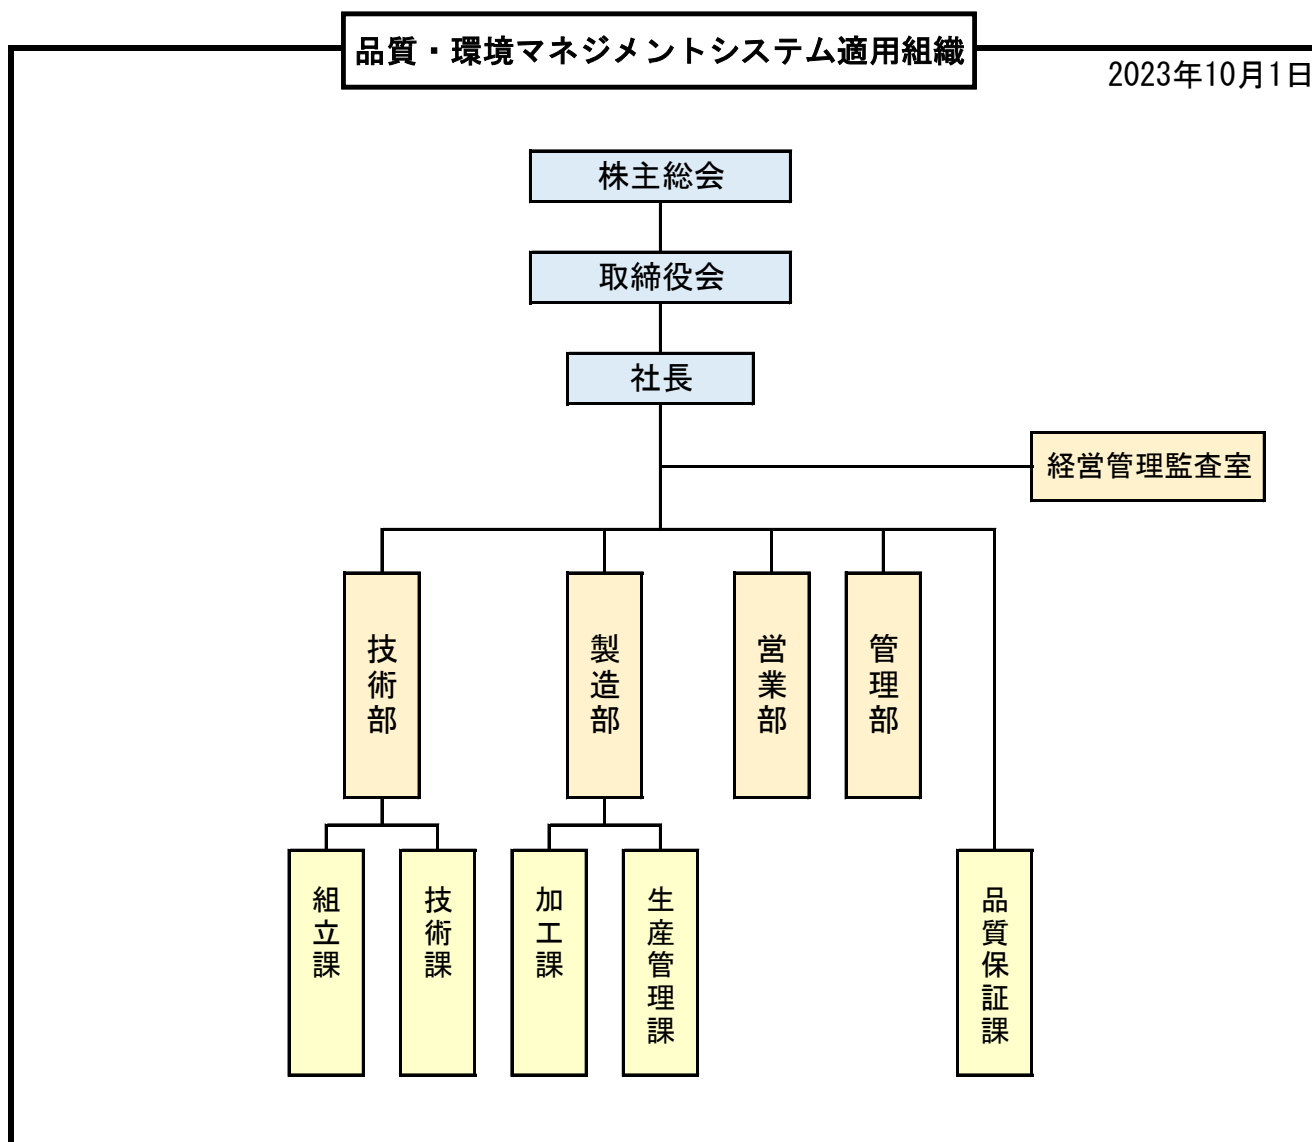 品質・環境マネジメントシステム適用組織
2023年10月1日
株主総会
取締役会
社長
経営管理監査室
技術部
製造部
営業部
管理部
組立課
技術課
加工課
生産管理課
品質保証課